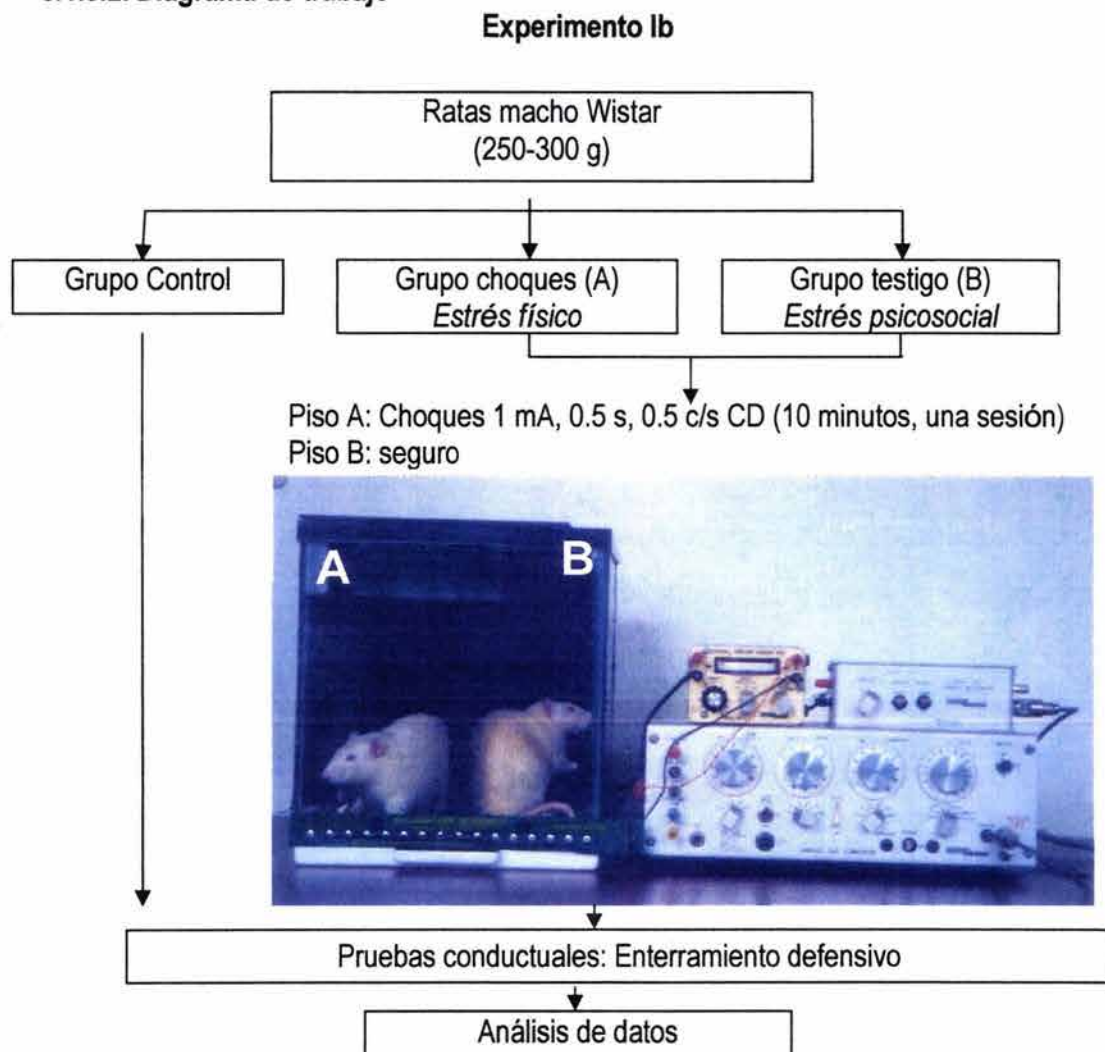 Experimento Ib
Ratas macho Wistar
(250-300 g)
Grupo Control
Grupo choques (A)
Estrés físico
Grupo testigo (B)
Estrés psicosocial
Piso A: Choques 1 mA, 0.5 s, 0.5 c/s CD (10 minutos, una sesión)
Piso B: seguro
A
B
Pruebas conductuales: Enterramiento defensivo
Análisis de datos